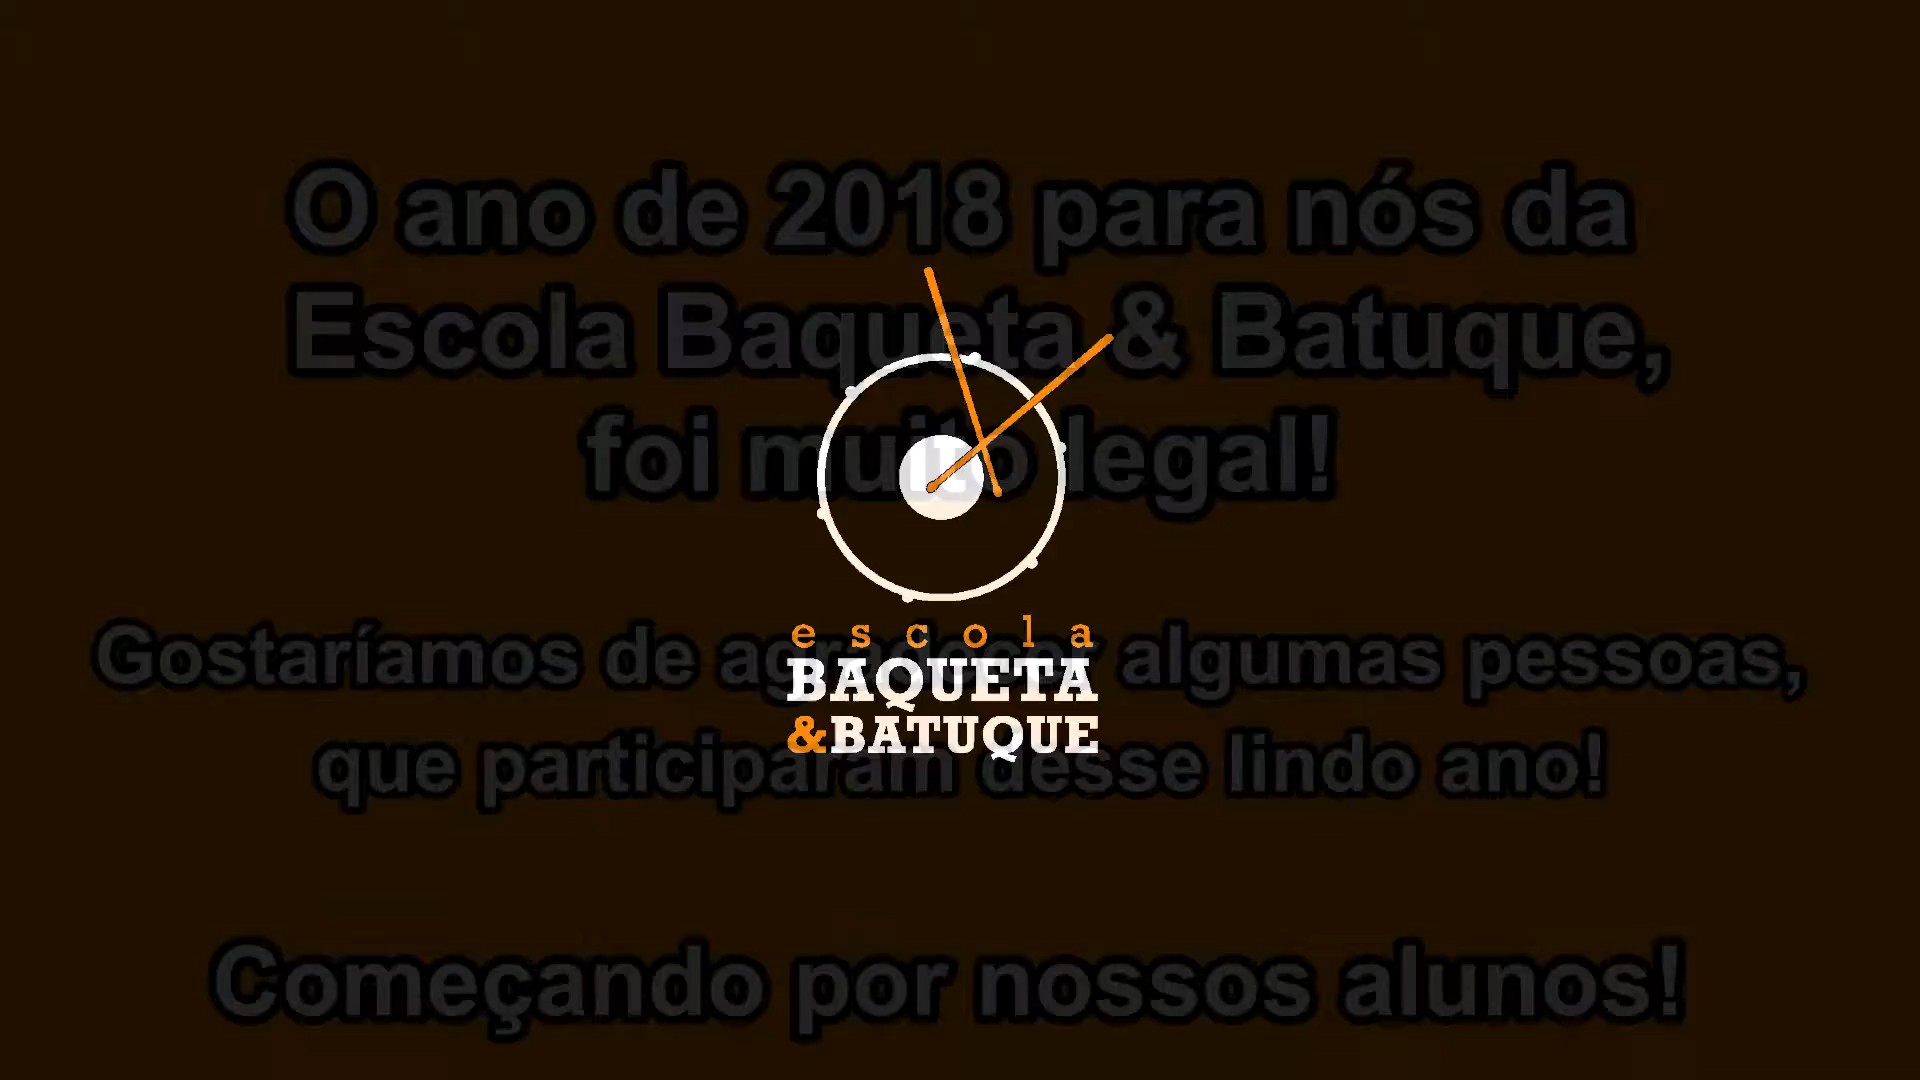 O ano de 2018 para nós da
Escola Baqueta & Batuque,
foi muito legal!
escola
BAQUETA
&BATUQUE
Gostaríamos de agradecer algumas pessoas,
que participaram desse lindo ano!
Começando por nossos alunos!